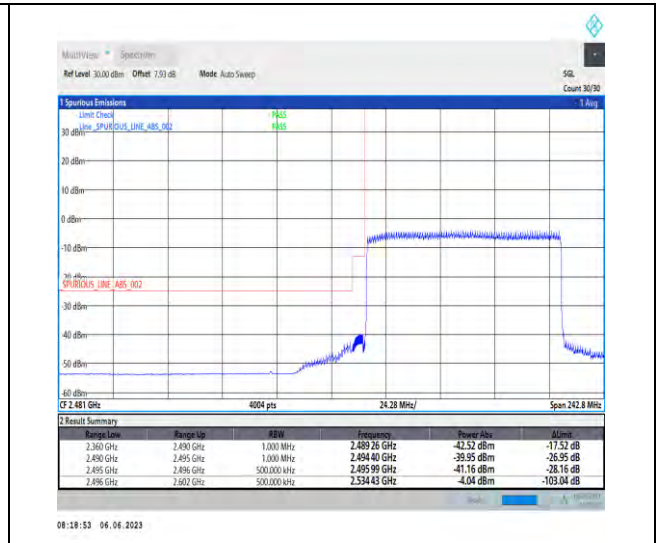 MultiView Spectrum
Ref Level 30.00 dBm Offset 7.93 dB Mode Auto Sweep SGL
Count 30/30
1 Spurious Emissions 1 Avg
Limit Check PASS
Line _SPURIOUS_LINE_ABS_002 PASS
30 dBm
20 dBm
10 dBm
0 dBm
-10 dBm
-20 dBm
SPURIOUS_LINE_ABS_002
-30 dBm
-40 dBm
-50 dBm
-60 dBm
CF 2.481 GHz 4004 pts 24.28 MHz/ Span 242.8 MHz
2 Result Summary
Range Low Range Up RBW Frequency Power Abs ΔLimit
2.360 GHz 2.490 GHz 1.000 MHz 2.489 26 GHz -42.52 dBm -17.52 dB
2.490 GHz 2.495 GHz 1.000 MHz 2.494 40 GHz -39.95 dBm -26.95 dB
2.495 GHz 2.496 GHz 500.000 kHz 2.495 99 GHz -41.16 dBm -28.16 dB
2.496 GHz 2.602 GHz 500.000 kHz 2.534 43 GHz -4.04 dBm -103.04 dB
08:18:53 06.06.2023